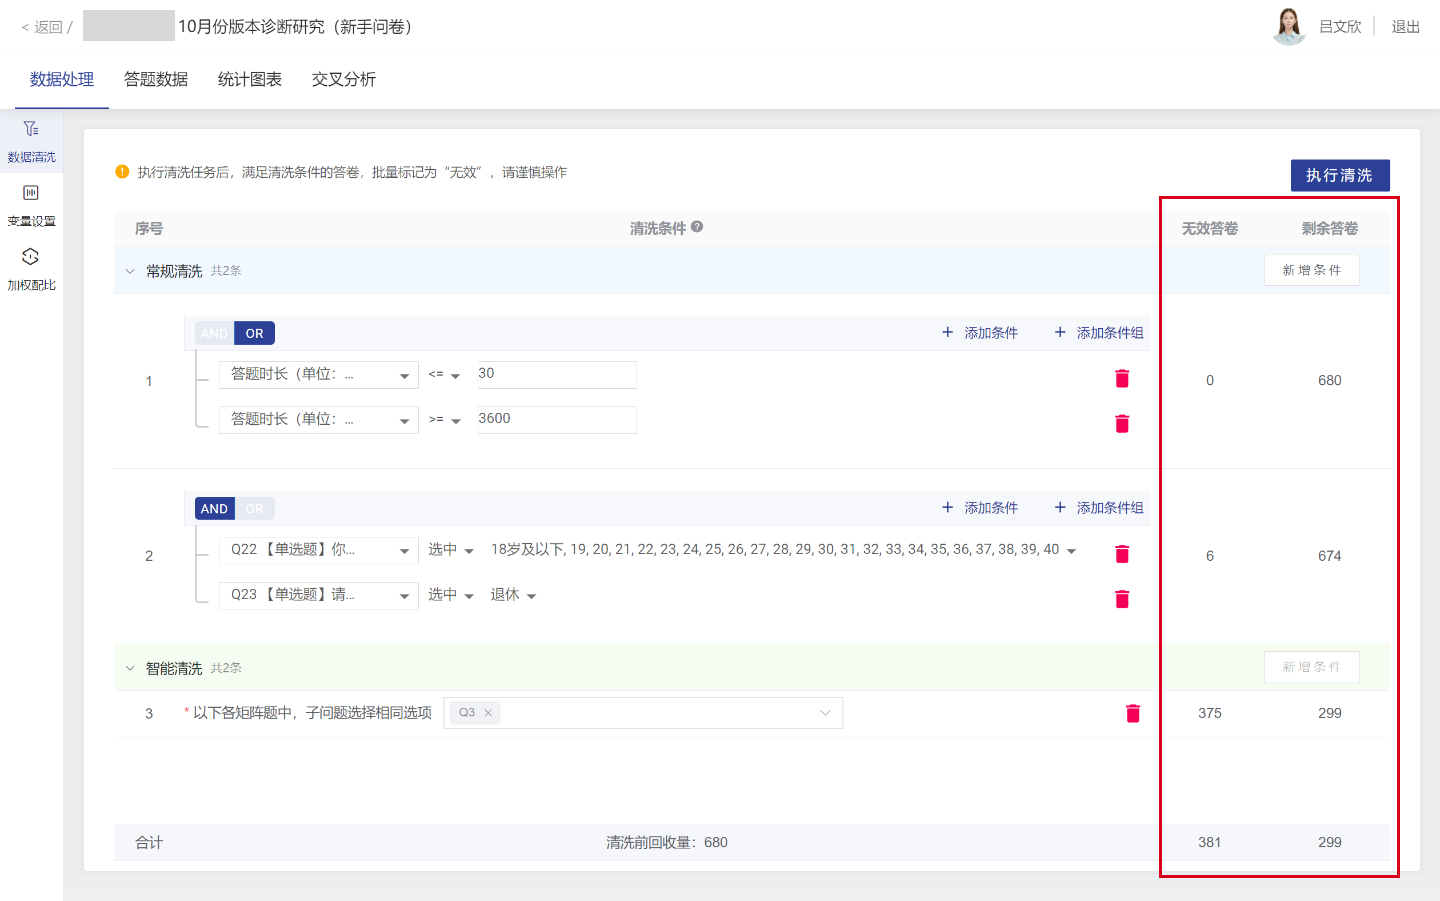 < 返回 / 10月份版本诊断研究（新手问卷）
吕文欣 退出
数据处理 答题数据 统计图表 交叉分析
数据清洗
变量设置
加权配比
执行清洗任务后，满足清洗条件的答卷，批量标记为“无效”，请谨慎操作
执行清洗
序号 清洗条件 无效答卷 剩余答卷
常规清洗 共2条 新增条件
AND OR + 添加条件 + 添加条件组
1 0 680
答题时长（单位：... <= 30
答题时长（单位：... >= 3600
AND OR + 添加条件 + 添加条件组
2 6 674
Q22 【单选题】你... 选中 18岁及以下, 19, 20, 21, 22, 23, 24, 25, 26, 27, 28, 29, 30, 31, 32, 33, 34, 35, 36, 37, 38, 39, 40
Q23 【单选题】请... 选中 退休
智能清洗 共2条 新增条件
3 * 以下各矩阵题中，子问题选择相同选项 Q3 × 375 299
合计 清洗前回收量：680 381 299